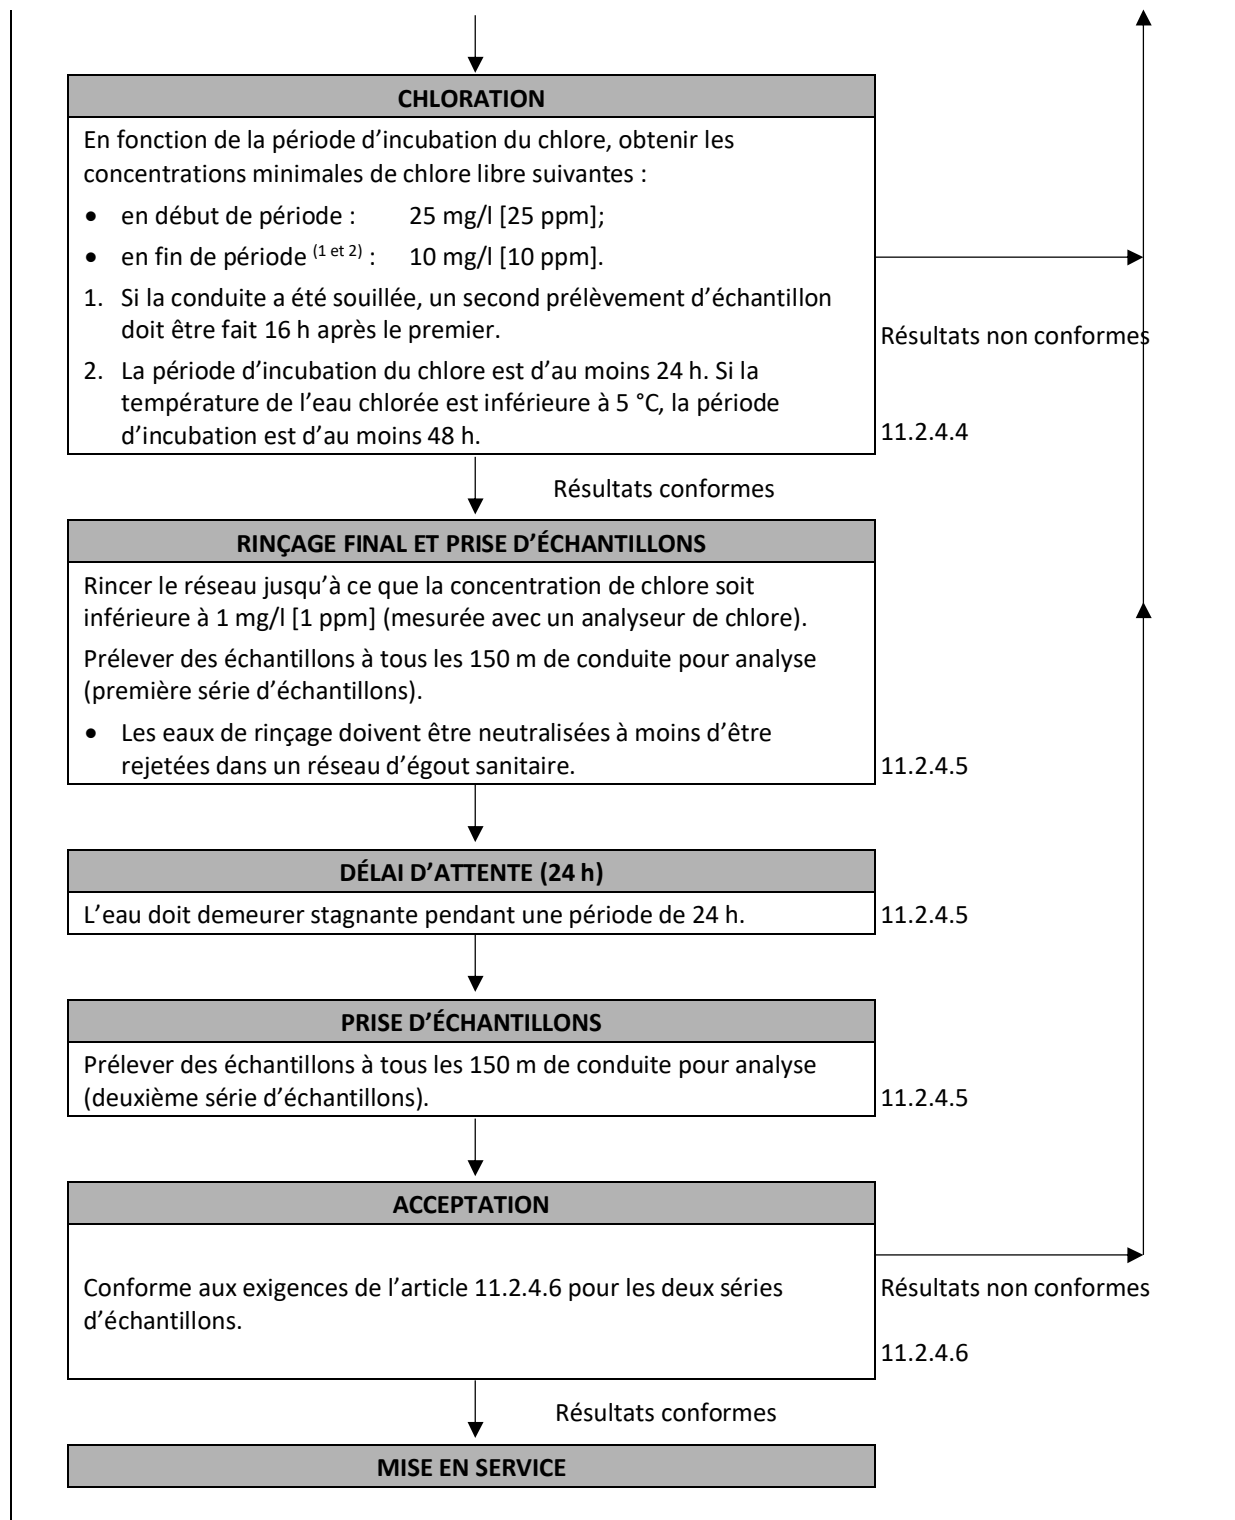 CHLORATION
En fonction de la période d’incubation du chlore, obtenir les
concentrations minimales de chlore libre suivantes :
• en début de période : 25 mg/l [25 ppm];
• en fin de période (1 et 2) : 10 mg/l [10 ppm].
1. Si la conduite a été souillée, un second prélèvement d’échantillon
doit être fait 16 h après le premier.
Résultats non conformes
2. La période d’incubation du chlore est d’au moins 24 h. Si la
température de l’eau chlorée est inférieure à 5 °C, la période
d’incubation est d’au moins 48 h.
11.2.4.4
Résultats conformes
RINÇAGE FINAL ET PRISE D’ÉCHANTILLONS
Rincer le réseau jusqu’à ce que la concentration de chlore soit
inférieure à 1 mg/l [1 ppm] (mesurée avec un analyseur de chlore).
Prélever des échantillons à tous les 150 m de conduite pour analyse
(première série d’échantillons).
• Les eaux de rinçage doivent être neutralisées à moins d’être
rejetées dans un réseau d’égout sanitaire.
11.2.4.5
DÉLAI D’ATTENTE (24 h)
L’eau doit demeurer stagnante pendant une période de 24 h.
11.2.4.5
PRISE D’ÉCHANTILLONS
Prélever des échantillons à tous les 150 m de conduite pour analyse
(deuxième série d’échantillons).
11.2.4.5
ACCEPTATION
Conforme aux exigences de l’article 11.2.4.6 pour les deux séries
d’échantillons.
Résultats non conformes
11.2.4.6
Résultats conformes
MISE EN SERVICE